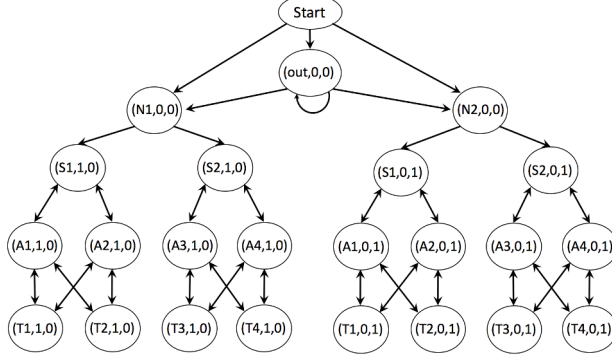 Start
(out,0,0)
(N1,0,0)
(N2,0,0)
(S1,1,0)
(S2,1,0)
(S1,0,1)
(S2,0,1)
(A1,1,0)
(A2,1,0)
(A3,1,0)
(A4,1,0)
(A1,0,1)
(A2,0,1)
(A3,0,1)
(A4,0,1)
(T1,1,0)
(T2,1,0)
(T3,1,0)
(T4,1,0)
(T1,0,1)
(T2,0,1)
(T3,0,1)
(T4,0,1)